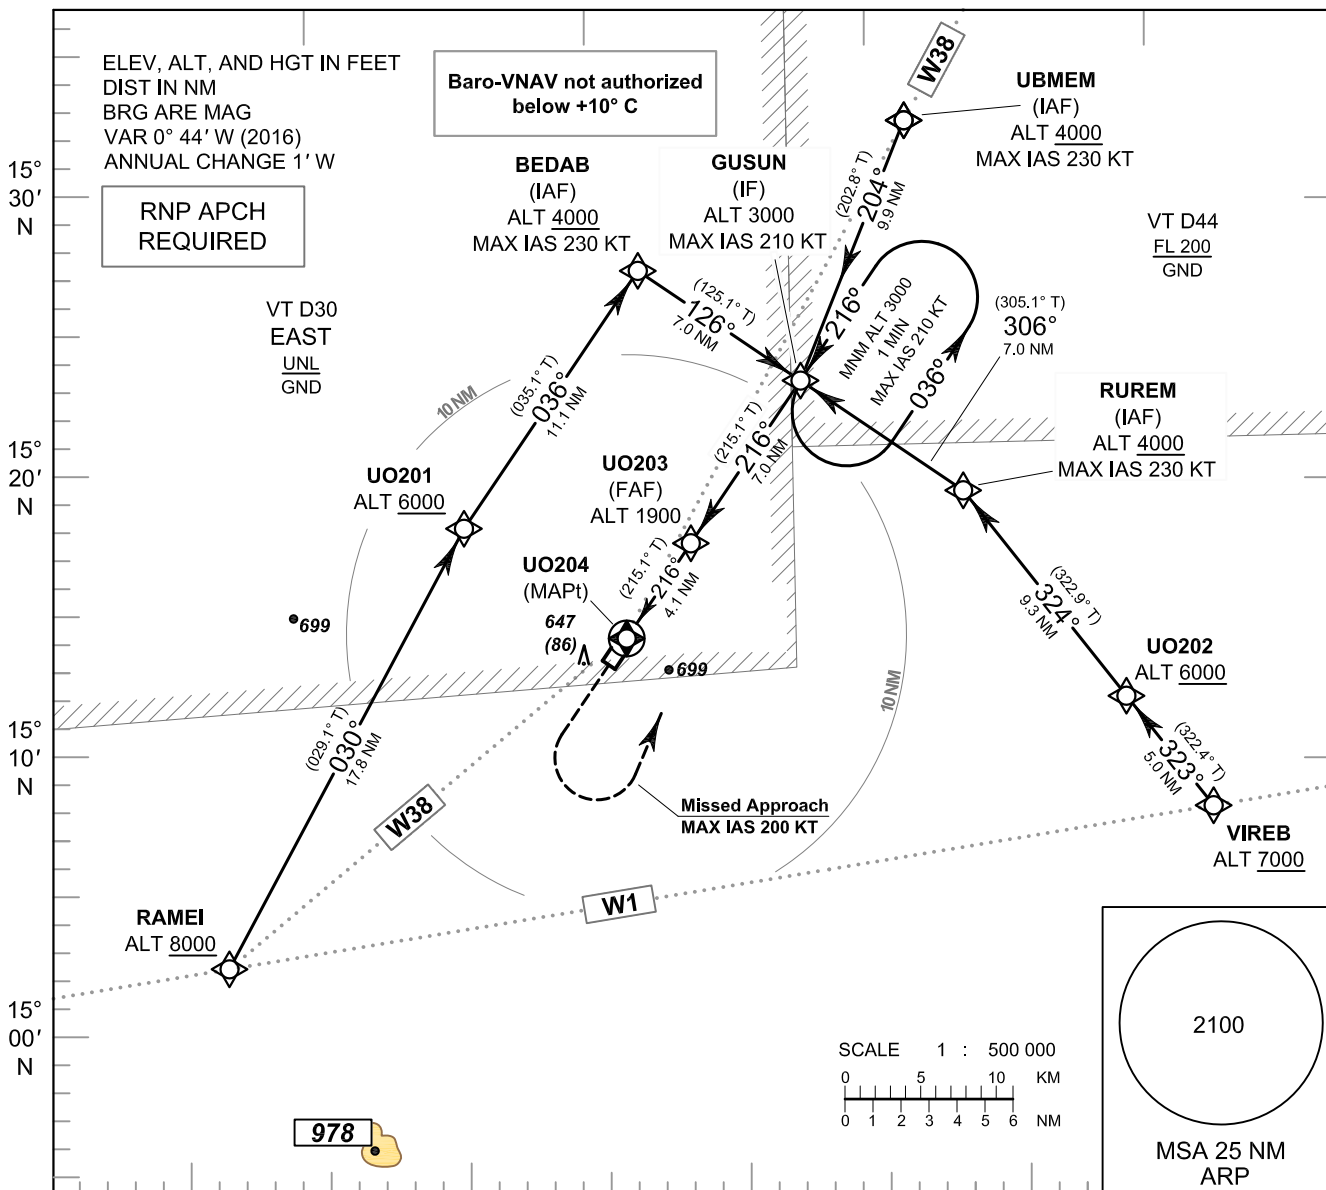 ELEV, ALT, AND HGT IN FEET
DIST IN NM
BRG ARE MAG
VAR 0° 44′ W (2016)
ANNUAL CHANGE 1′ W
RNP APCH
REQUIRED
Baro-VNAV not authorized
below +10° C
W38
UBMEM
(IAF)
ALT 4000
MAX IAS 230 KT
BEDAB
(IAF)
ALT 4000
MAX IAS 230 KT
GUSUN
(IF)
ALT 3000
MAX IAS 210 KT
(202.8° T)
204°
9.9 NM
VT D44
FL 200
GND
VT D30
EAST
UNL
GND
15°
30′
N
(125.1° T)
126°
7.0 NM
216°
MNM ALT 3000
1 MIN
MAX IAS 210 KT
036°
(305.1° T)
306°
7.0 NM
RUREM
(IAF)
ALT 4000
MAX IAS 230 KT
(035.1° T)
036°
11.1 NM
10 NM
UO201
ALT 6000
UO203
(FAF)
ALT 1900
(215.1° T)
216°
7.0 NM
15°
20′
N
UO204
(MAPt)
(215.1° T)
216°
4.1 NM
647
(86)
699
699
(322.9° T)
324°
9.3 NM
UO202
ALT 6000
(322.4° T)
323°
5.0 NM
VIREB
ALT 7000
10 NM
(029.1° T)
030°
17.8 NM
15°
10′
N
W38
Missed Approach
MAX IAS 200 KT
W1
RAMEI
ALT 8000
15°
00′
N
SCALE 1 : 500 000
0 5 10 KM
0 1 2 3 4 5 6 NM
2100
MSA 25 NM
ARP
978